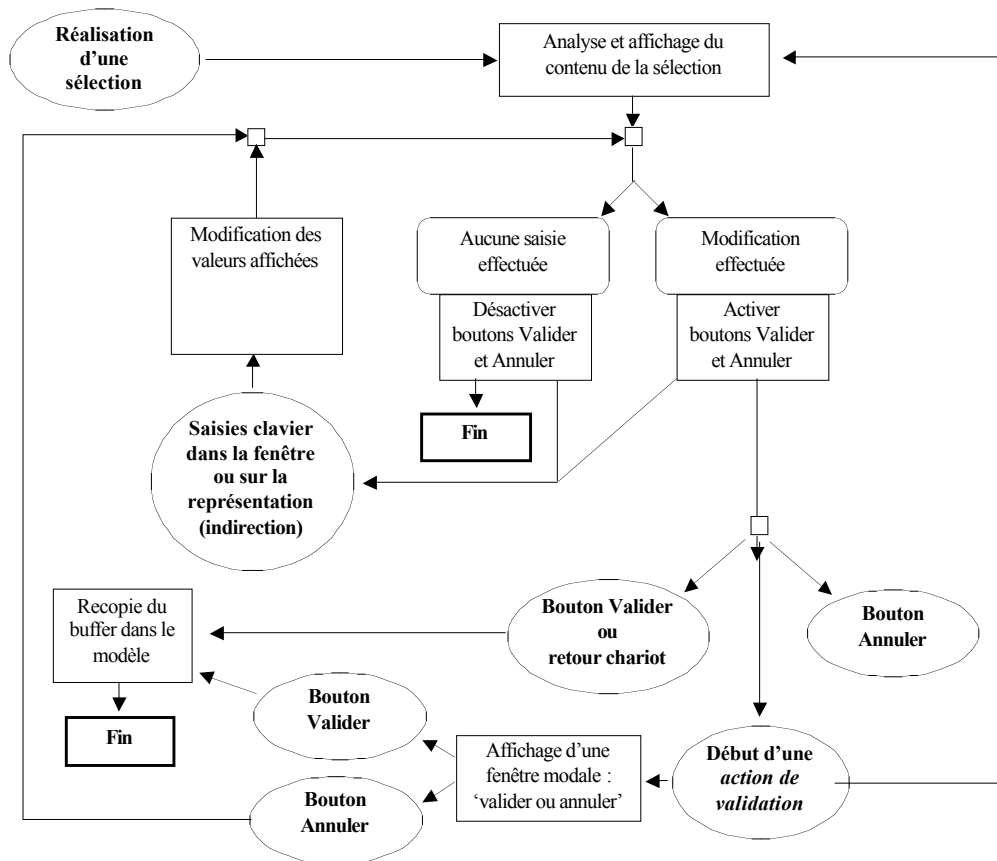 Réalisation
d'une
sélection
Analyse et affichage du
contenu de la sélection
Modification des
valeurs affichées
Aucune saisie
effectuée
Modification
effectuée
Désactiver
boutons Valider
et Annuler
Activer
boutons Valider
et Annuler
Fin
Saisies clavier
dans la fenêtre
ou sur la
représentation
(indirection)
Recopie du
buffer dans le
modèle
Bouton Valider
ou
retour chariot
Bouton
Annuler
Bouton
Valider
Fin
Affichage d'une
fenêtre modale :
'valider ou annuler'
Début d'une
action de
validation
Bouton
Annuler